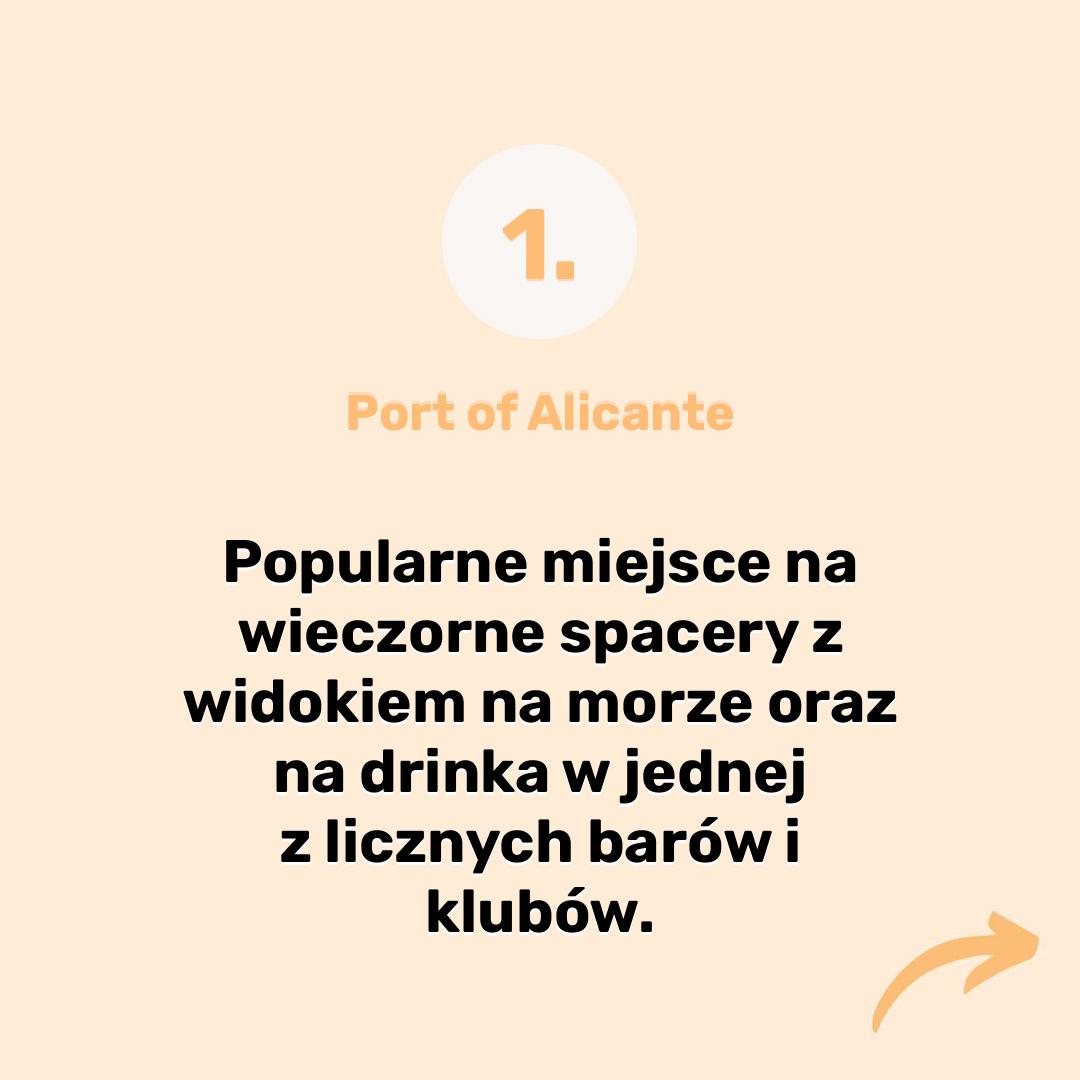 1.
Port of Alicante
Popularne miejsce na
wieczorne spacery z
widokiem na morze oraz
na drinka w jednej
z licznych barów i
klubów.